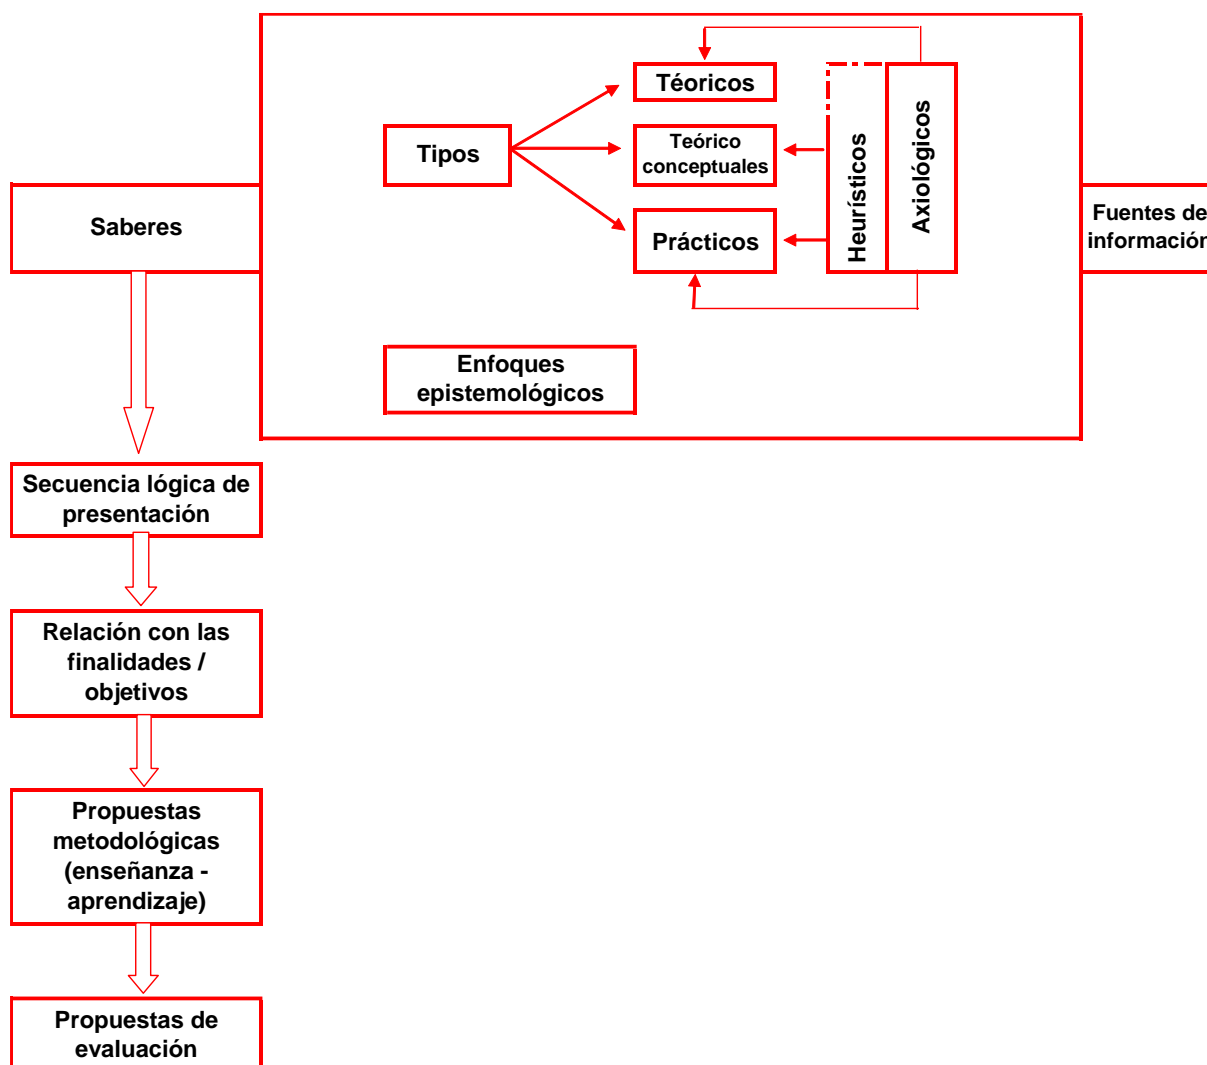 Téoricos
Tipos
Teórico
conceptuales
Prácticos
Heurísticos
Axiológicos
Saberes
Fuentes de
información
Enfoques
epistemológicos
Secuencia lógica de
presentación
Relación con las
finalidades /
objetivos
Propuestas
metodológicas
(enseñanza -
aprendizaje)
Propuestas de
evaluación